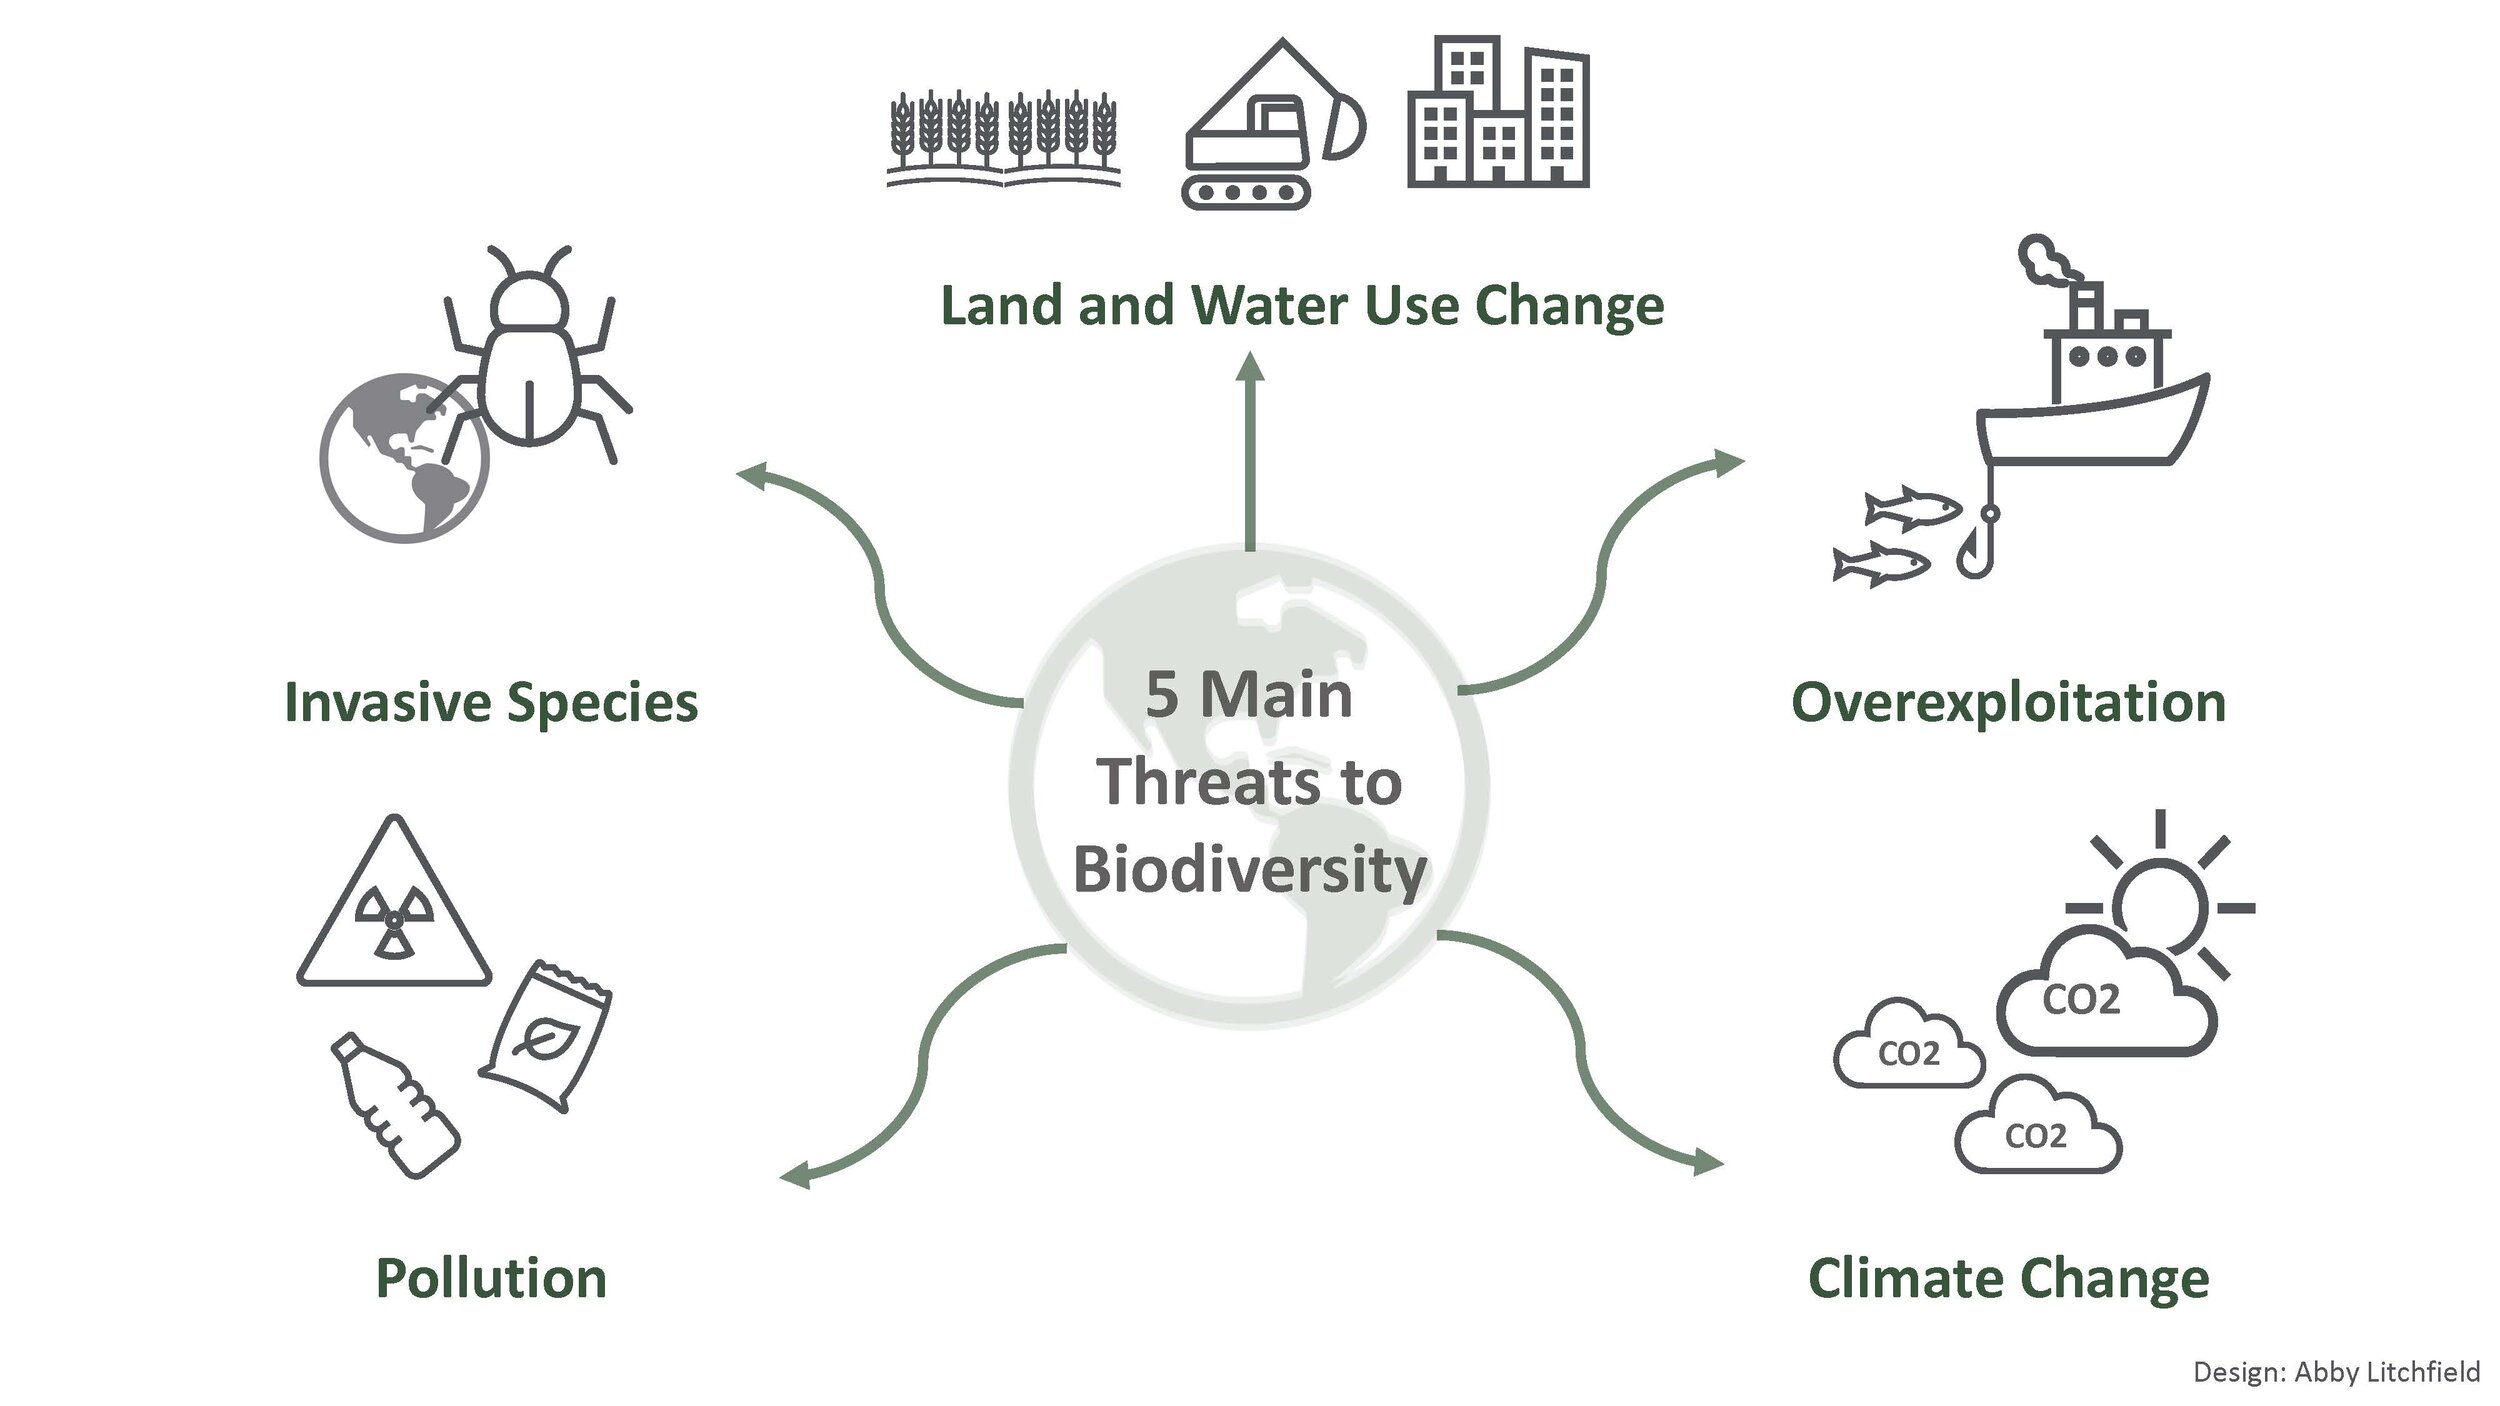 Land and Water Use Change
Invasive Species
Overexploitation
5 Main
Threats to
Biodiversity
CO2
CO2
CO2
Pollution
Climate Change
Design: Abby Litchfield